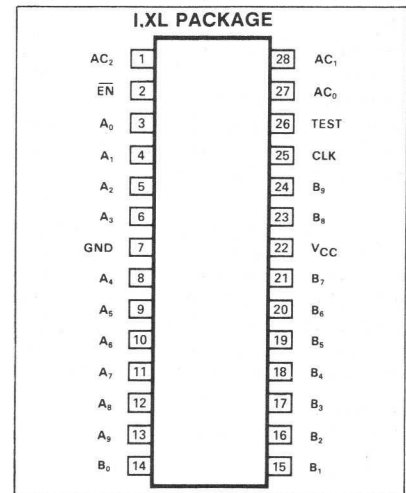 I,XL PACKAGE
AC₂ 1 28 AC₁
E̅N̅ 2 27 AC₀
A₀ 3 26 TEST
A₁ 4 25 CLK
A₂ 5 24 B₉
A₃ 6 23 B₈
GND 7 22 VCC
A₄ 8 21 B₇
A₅ 9 20 B₆
A₆ 10 19 B₅
A₇ 11 18 B₄
A₈ 12 17 B₃
A₉ 13 16 B₂
B₀ 14 15 B₁